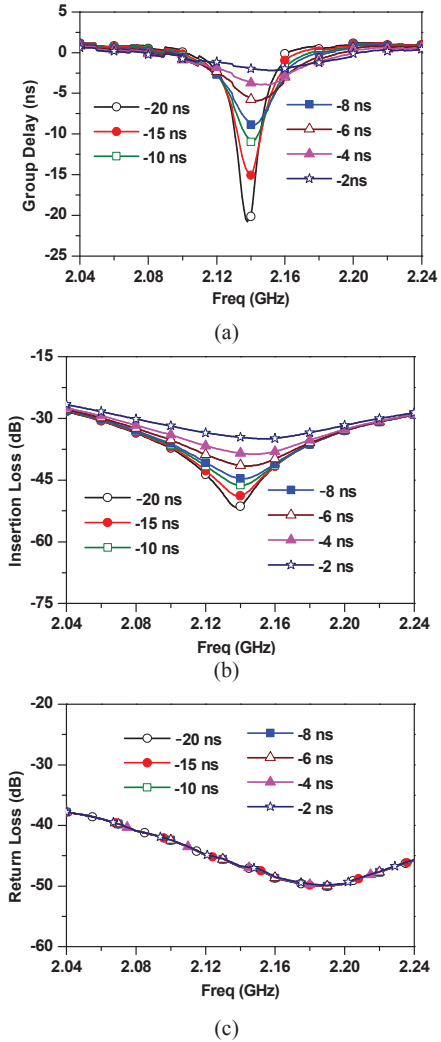 5
0
-5
-10
-15
-20
-25
Group Delay (ns)
-20 ns
-15 ns
-10 ns
-8 ns
-6 ns
-4 ns
-2ns
2.04 2.08 2.12 2.16 2.20 2.24
Freq (GHz)
(a)
-15
-30
-45
-60
-75
Insertion Loss (dB)
-20 ns
-15 ns
-10 ns
-8 ns
-6 ns
-4 ns
-2 ns
2.04 2.08 2.12 2.16 2.20 2.24
Freq (GHz)
(b)
-20
-30
-40
-50
-60
Return Loss (dB)
-20 ns
-15 ns
-10 ns
-8 ns
-6 ns
-4 ns
-2 ns
2.04 2.08 2.12 2.16 2.20 2.24
Freq (GHz)
(c)